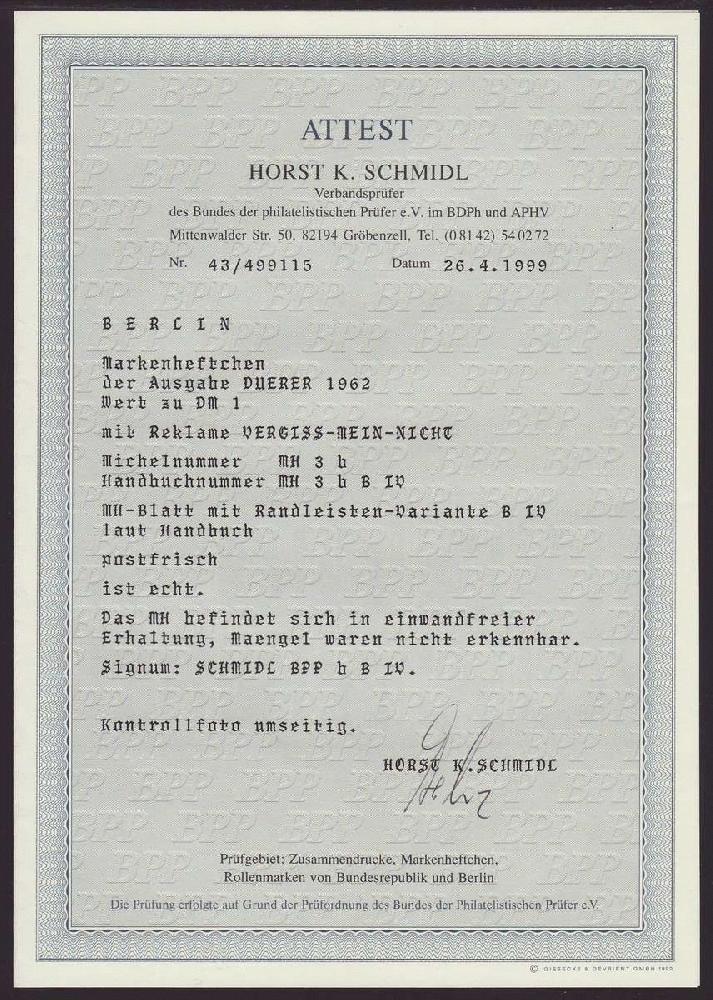 ATTEST
HORST K. SCHMIDL
Verbandsprüfer
des Bundes der philatelistischen Prüfer e.V. im BDPh und APHV
Mittenwalder Str. 50, 82194 Gröbenzell, Tel. (08142) 540272
Nr. 43/499115 Datum 26.4.1999
BERLIN
Markenheftchen
der Ausgabe DUERER 1962
Wert zu DM 1
mit Reklame VERGISS-MEIN-NICHT
Michelnummer MH 3 b
Handbuchnummer MH 3 b B IV
MH-Blatt mit Randleisten-Variante B IV
laut Handbuch
postfrisch
ist echt.
Das MH befindet sich in einwandfreier
Erhaltung, Maengel waren nicht erkennbar.
Signum: SCHMIDL BPP b B IV.
Kontrollfoto umseitig.
HORST K.SCHMIDL
Prüfgebiet: Zusammendrucke, Markenheftchen,
Rollenmarken von Bundesrepublik und Berlin
Die Prüfung erfolgte auf Grund der Prüfordnung des Bundes der Philatelistischen Prüfer e.V.
© GIESECKE & DEVRIENT GMBH